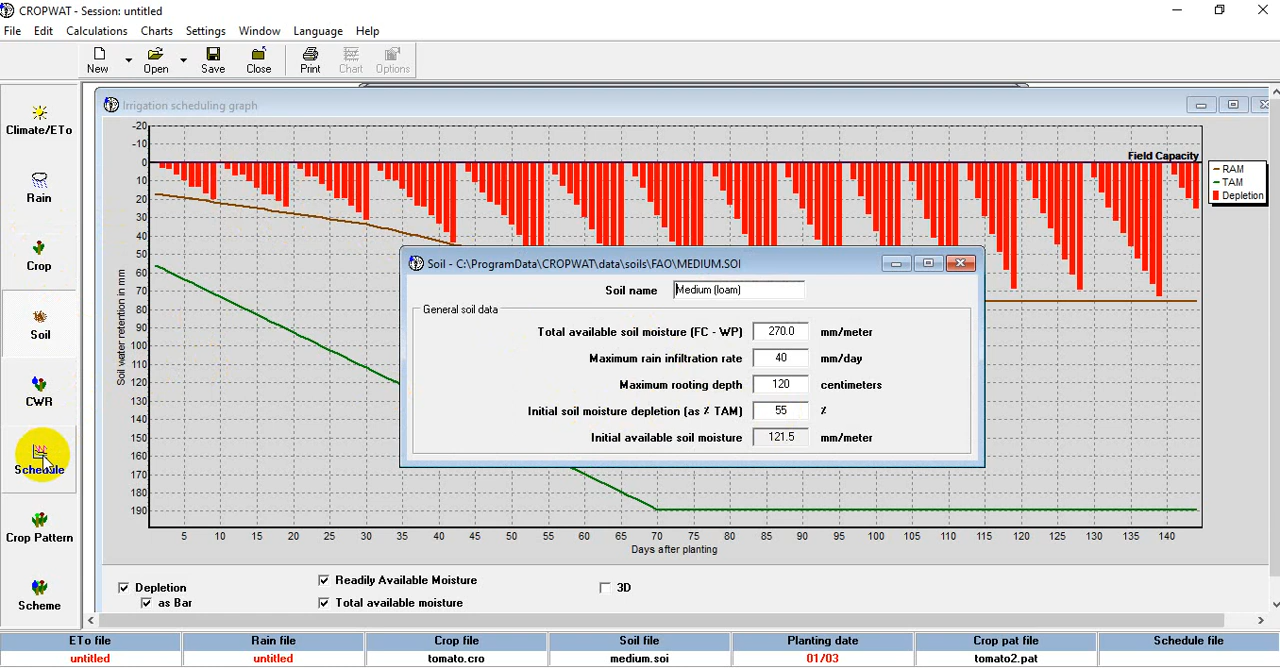 CROPWAT - Session: untitled
File Edit Calculations Charts Settings Window Language Help
New Open Save Close Print Chart Options
Climate/ETo
Rain
Crop
Soil
CWR
Schedule
Crop Pattern
Scheme
Irrigation scheduling graph
Soil water retention in mm
-20
-10
0
10
20
30
40
50
60
70
80
90
100
110
120
130
140
150
160
170
180
190
Field Capacity
RAM
TAM
Depletion
Soil - C:\ProgramData\CROPWAT\data\soils\FAO\MEDIUM.SOI
Soil name Medium (loam)
General soil data
Total available soil moisture (FC - WP) 270.0 mm/meter
Maximum rain infiltration rate 40 mm/day
Maximum rooting depth 120 centimeters
Initial soil moisture depletion (as % TAM) 55 %
Initial available soil moisture 121.5 mm/meter
5 10 15 20 25 30 35 40 45 50 55 60 65 70 75 80 85 90 95 100 105 110 115 120 125 130 135 140
Days after planting
Depletion
as Bar
Readily Available Moisture
Total available moisture
3D
ETo file Rain file Crop file Soil file Planting date Crop pat file Schedule file
untitled untitled tomato.cro medium.soi 01/03 tomato2.pat